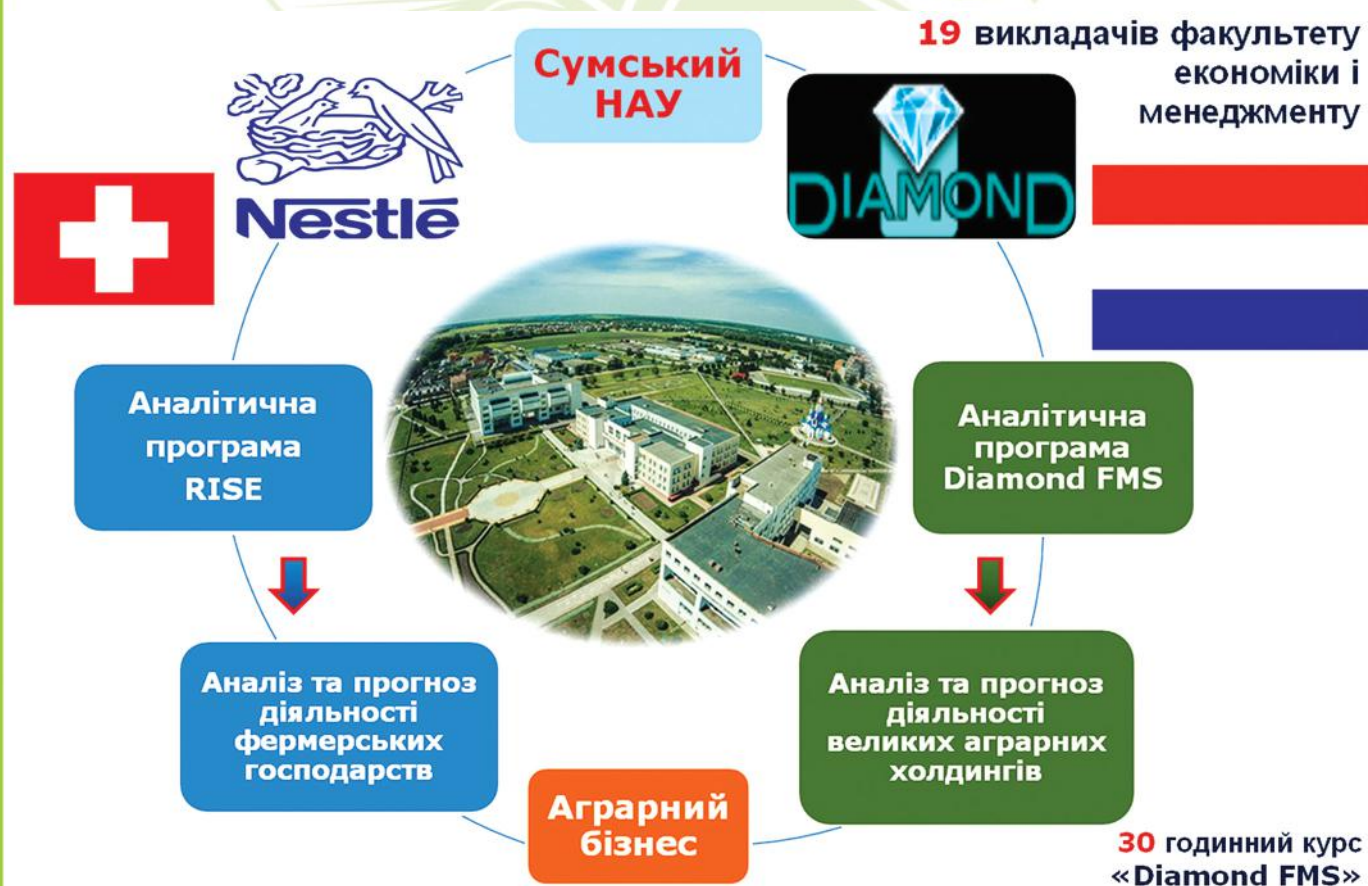 19 викладачів факультету
економіки і
менеджменту
Сумський
НАУ
Nestlé
DIAMOND
Аналітична
програма
RISE
Аналітична
програма
Diamond FMS
Аналіз та прогноз
діяльності
фермерських
господарств
Аналіз та прогноз
діяльності
великих аграрних
холдингів
Аграрний
бізнес
30 годинний курс
«Diamond FMS»